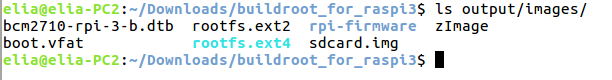 elia@elia-PC2:~/Downloads/buildroot_for_raspi3$ ls output/images/
bcm2710-rpi-3-b.dtb rootfs.ext2 rpi-firmware zImage
boot.vfat rootfs.ext4 sdcard.img
elia@elia-PC2:~/Downloads/buildroot_for_raspi3$